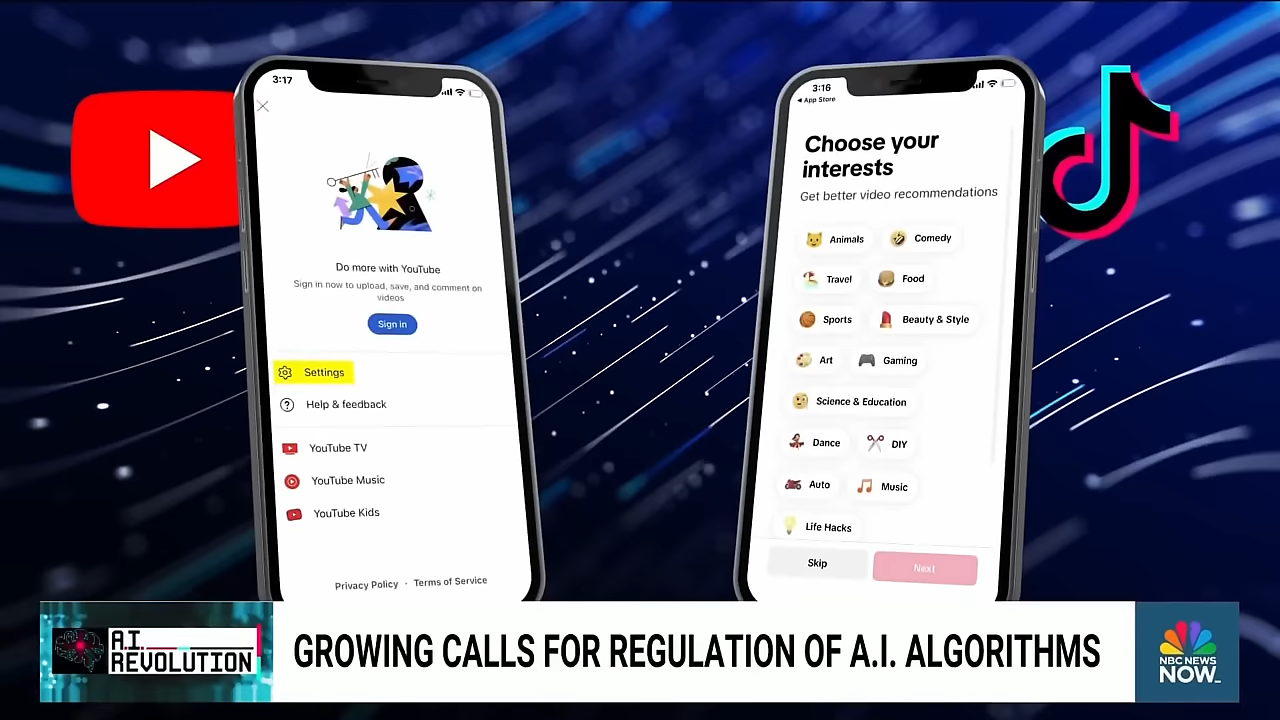 3:17
Do more with YouTube
Sign in now to upload, save, and comment on
videos
Sign in
Settings
Help & feedback
YouTube TV
YouTube Music
YouTube Kids
Privacy Policy · Terms of Service
3:16
◂ App Store
Choose your
interests
Get better video recommendations
Animals
Comedy
Travel
Food
Sports
Beauty & Style
Art
Gaming
Science & Education
Dance
DIY
Auto
Music
Life Hacks
Skip
Next
A.I.
REVOLUTION
GROWING CALLS FOR REGULATION OF A.I. ALGORITHMS
NBC NEWS
NOW_